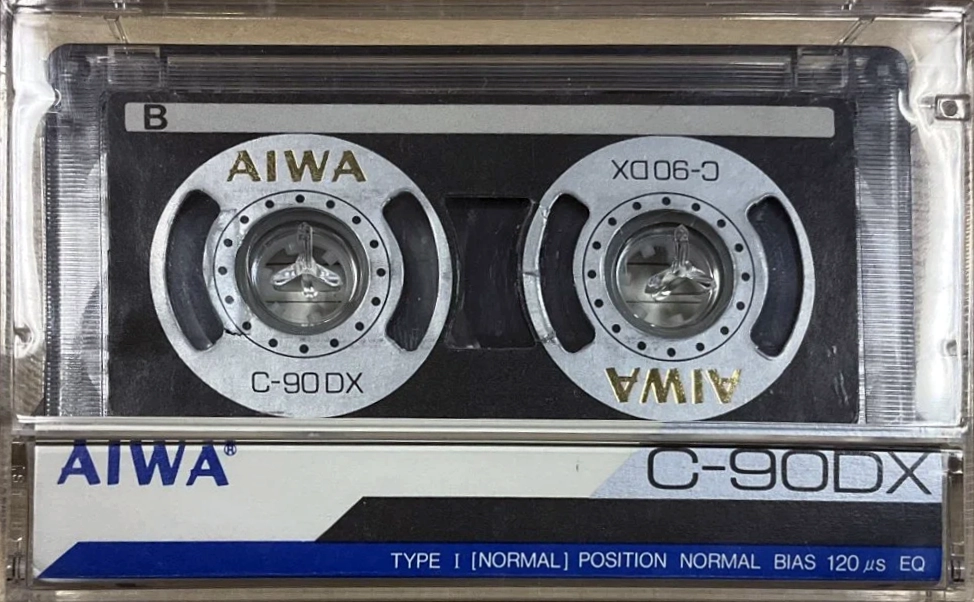 B
AIWA
C-90DX
C-90DX
AIWA
AIWA®
C-90DX
TYPE I [NORMAL] POSITION NORMAL BIAS 120 µs EQ